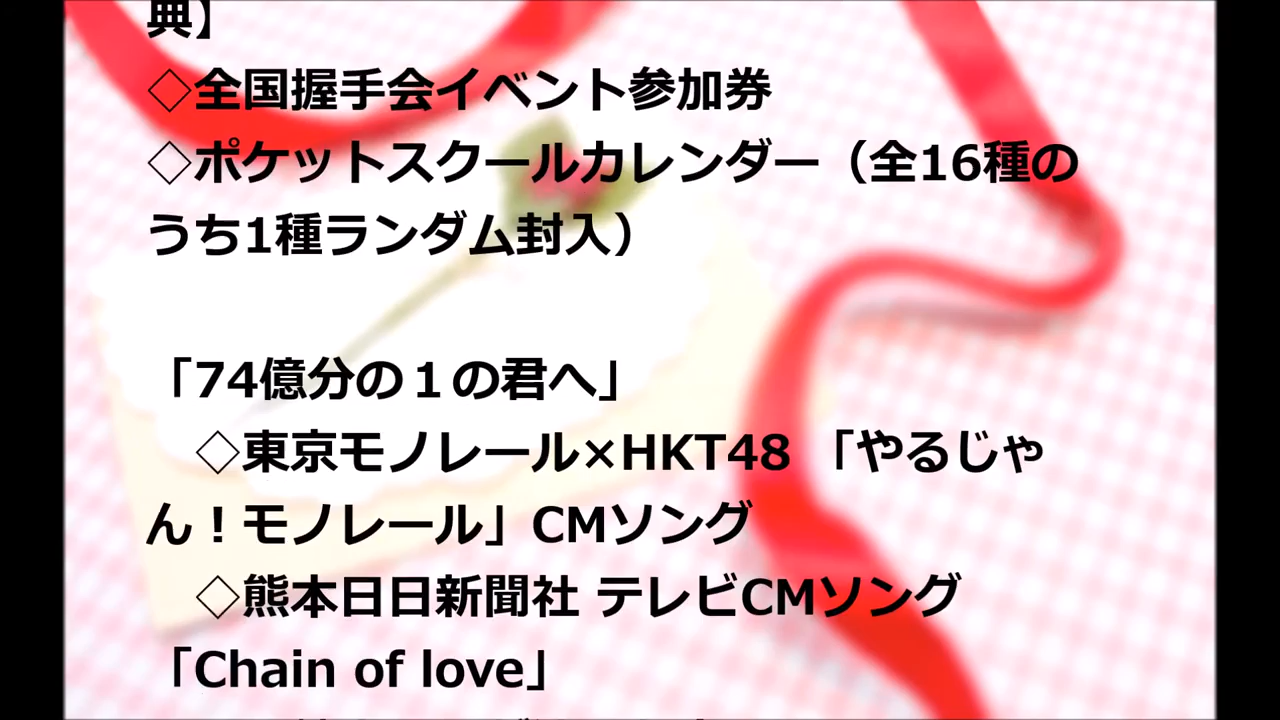 典】
◇全国握手会イベント参加券
◇ポケットスクールカレンダー（全16種の
うち1種ランダム封入）
「74億分の１の君へ」
◇東京モノレール×HKT48 「やるじゃ
ん！モノレール」CMソング
◇熊本日日新聞社 テレビCMソング
「Chain of love」